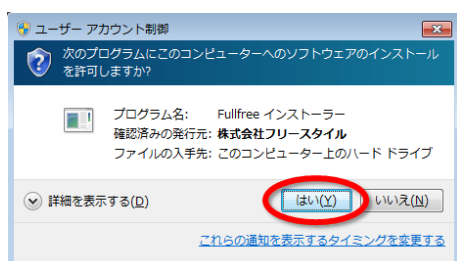 ユーザー アカウント制御
次のプログラムにこのコンピューターへのソフトウェアのインストール
を許可しますか?
プログラム名: Fullfree インストーラー
確認済みの発行元: 株式会社フリースタイル
ファイルの入手先: このコンピューター上のハード ドライブ
詳細を表示する(D) はい(Y) いいえ(N)
これらの通知を表示するタイミングを変更する